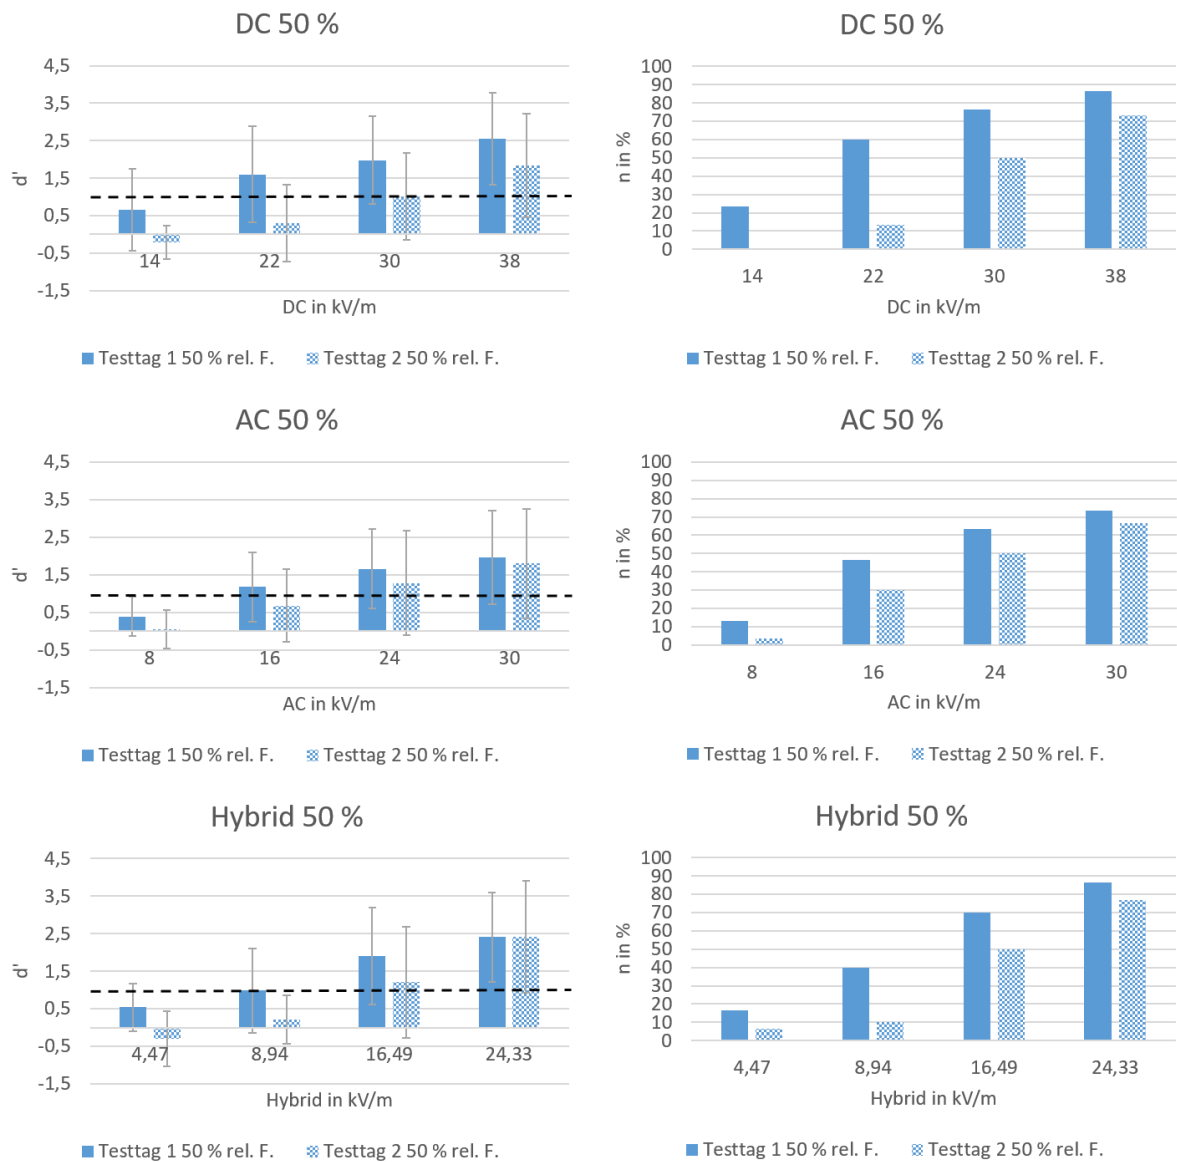 DC 50 %
4,5
3,5
2,5
1,5
0,5
-0,5
-1,5
d'
14 22 30 38
DC in kV/m
Testtag 1 50 % rel. F. Testtag 2 50 % rel. F.
DC 50 %
100
90
80
70
60
50
40
30
20
10
0
n in %
14 22 30 38
DC in kV/m
Testtag 1 50 % rel. F. Testtag 2 50 % rel. F.
AC 50 %
4,5
3,5
2,5
1,5
0,5
-0,5
-1,5
d'
8 16 24 30
AC in kV/m
Testtag 1 50 % rel. F. Testtag 2 50 % rel. F.
AC 50 %
100
90
80
70
60
50
40
30
20
10
0
n in %
8 16 24 30
AC in kV/m
Testtag 1 50 % rel. F. Testtag 2 50 % rel. F.
Hybrid 50 %
4,5
3,5
2,5
1,5
0,5
-0,5
-1,5
d'
4,47 8,94 16,49 24,33
Hybrid in kV/m
Testtag 1 50 % rel. F. Testtag 2 50 % rel. F.
Hybrid 50 %
100
90
80
70
60
50
40
30
20
10
0
n in %
4,47 8,94 16,49 24,33
Hybrid in kV/m
Testtag 1 50 % rel. F. Testtag 2 50 % rel. F.